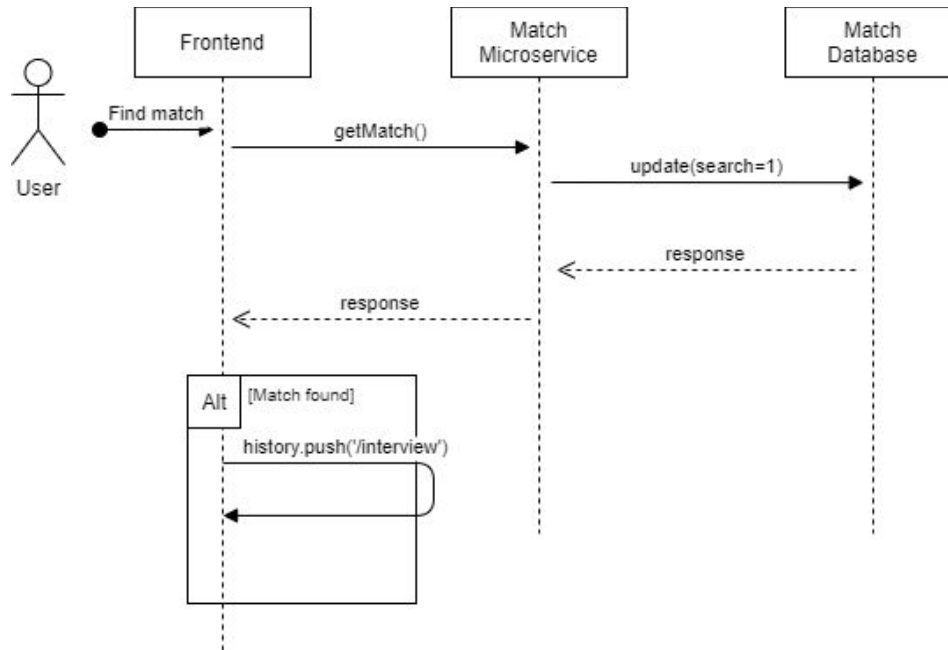 Frontend
Match
Microservice
Match
Database
Find match
getMatch()
update(search=1)
User
response
response
Alt
[Match found]
history.push('/interview')